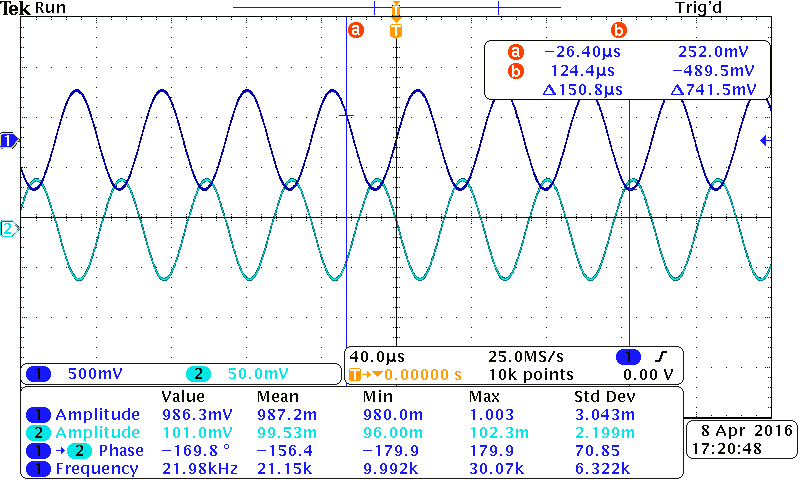 Tek Run Trig'd
T
a T b
a −26.40µs 252.0mV
b 124.4µs −489.5mV
Δ150.8µs Δ741.5mV
1
2
1 500mV 2 50.0mV
40.0µs 25.0MS/s 1
T 0.00000 s 10k points 0.00 V
Value Mean Min Max Std Dev
1 Amplitude 986.3mV 987.2m 980.0m 1.003 3.043m
2 Amplitude 101.0mV 99.53m 96.00m 102.3m 2.199m
1 → 2 Phase −169.8 ° −156.4 −179.9 179.9 70.85
1 Frequency 21.98kHz 21.15k 9.992k 30.07k 6.322k
8 Apr 2016
17:20:48